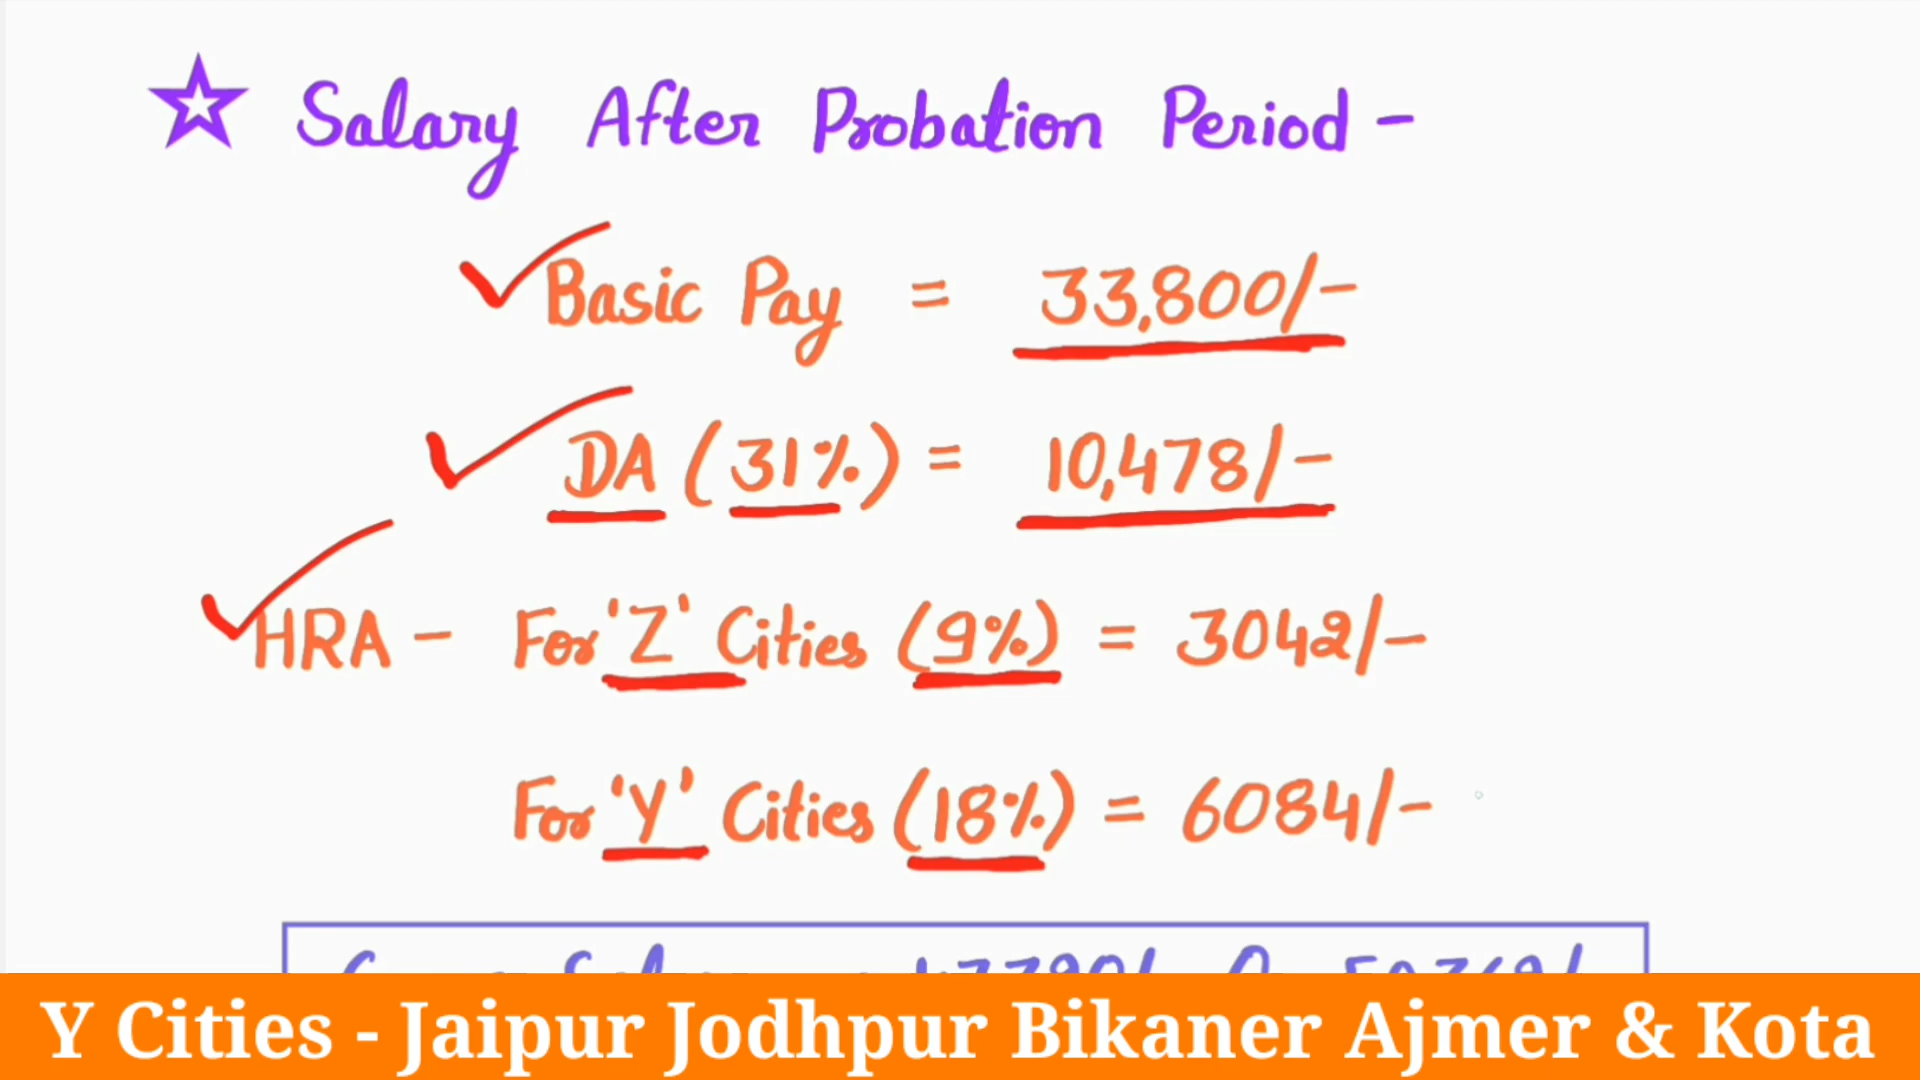 Salary After Probation Period -
Basic Pay = 33,800/-
DA (31%) = 10,478/-
HRA - For 'Z' Cities (9%) = 3042/-
For 'Y' Cities (18%) = 6084/-
Y Cities - Jaipur Jodhpur Bikaner Ajmer & Kota